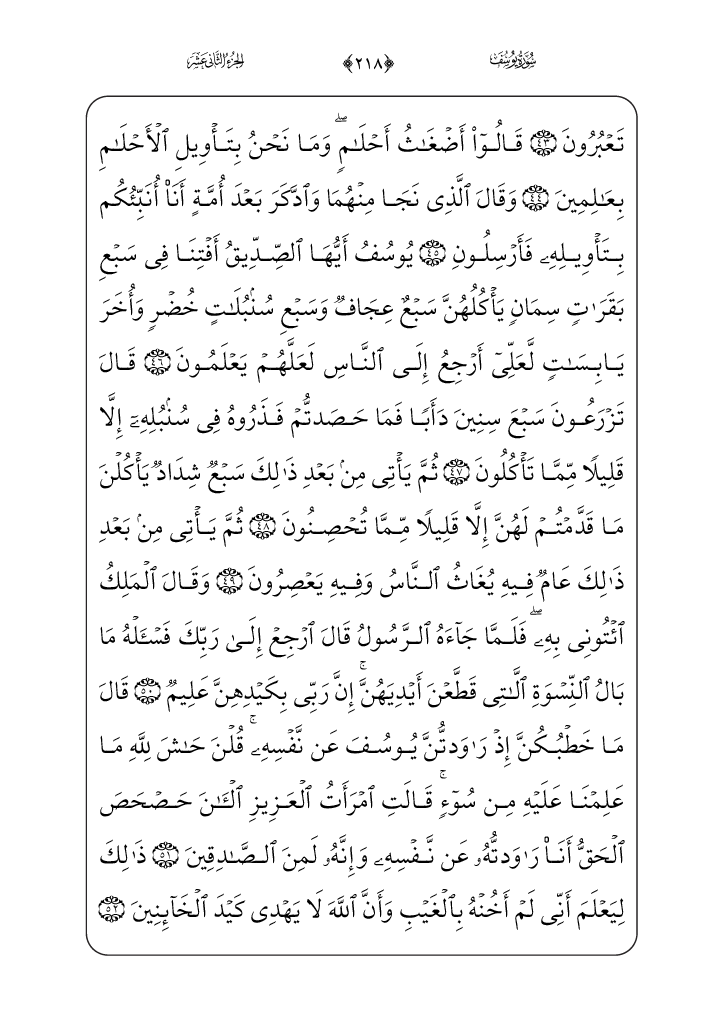 سُورَةُ يُوسُفَ ﴿٢١٨﴾ الجُزْءُ الثَّانِيَ عَشَرَ
تَعۡبُرُونَ ٤٣ قَالُوٓاْ أَضۡغَٰثُ أَحۡلَٰمٖۖ وَمَا نَحۡنُ بِتَأۡوِيلِ ٱلۡأَحۡلَٰمِ
بِعَٰلِمِينَ ٤٤ وَقَالَ ٱلَّذِي نَجَا مِنۡهُمَا وَٱدَّكَرَ بَعۡدَ أُمَّةٍ أَنَا۠ أُنَبِّئُكُم
بِتَأۡوِيلِهِۦ فَأَرۡسِلُونِ ٤٥ يُوسُفُ أَيُّهَا ٱلصِّدِّيقُ أَفۡتِنَا فِي سَبۡعِ
بَقَرَٰتٖ سِمَانٖ يَأۡكُلُهُنَّ سَبۡعٌ عِجَافٞ وَسَبۡعِ سُنۢبُلَٰتٍ خُضۡرٖ وَأُخَرَ
يَابِسَٰتٖ لَّعَلِّيٓ أَرۡجِعُ إِلَى ٱلنَّاسِ لَعَلَّهُمۡ يَعۡلَمُونَ ٤٦ قَالَ
تَزۡرَعُونَ سَبۡعَ سِنِينَ دَأَبٗا فَمَا حَصَدتُّمۡ فَذَرُوهُ فِي سُنۢبُلِهِۦٓ إِلَّا
قَلِيلٗا مِّمَّا تَأۡكُلُونَ ٤٧ ثُمَّ يَأۡتِي مِنۢ بَعۡدِ ذَٰلِكَ سَبۡعٞ شِدَادٞ يَأۡكُلۡنَ
مَا قَدَّمۡتُمۡ لَهُنَّ إِلَّا قَلِيلٗا مِّمَّا تُحۡصِنُونَ ٤٨ ثُمَّ يَأۡتِي مِنۢ بَعۡدِ
ذَٰلِكَ عَامٞ فِيهِ يُغَاثُ ٱلنَّاسُ وَفِيهِ يَعۡصِرُونَ ٤٩ وَقَالَ ٱلۡمَلِكُ
ٱئۡتُونِي بِهِۦۖ فَلَمَّا جَآءَهُ ٱلرَّسُولُ قَالَ ٱرۡجِعۡ إِلَىٰ رَبِّكَ فَسۡـَٔلۡهُ مَا
بَالُ ٱلنِّسۡوَةِ ٱلَّٰتِي قَطَّعۡنَ أَيۡدِيَهُنَّۚ إِنَّ رَبِّي بِكَيۡدِهِنَّ عَلِيمٞ ٥٠ قَالَ
مَا خَطۡبُكُنَّ إِذۡ رَٰوَدتُّنَّ يُوسُفَ عَن نَّفۡسِهِۦۚ قُلۡنَ حَٰشَ لِلَّهِ مَا
عَلِمۡنَا عَلَيۡهِ مِن سُوٓءٖۚ قَالَتِ ٱمۡرَأَتُ ٱلۡعَزِيزِ ٱلۡـَٰٔنَ حَصۡحَصَ
ٱلۡحَقُّ أَنَا۠ رَٰوَدتُّهُۥ عَن نَّفۡسِهِۦ وَإِنَّهُۥ لَمِنَ ٱلصَّٰدِقِينَ ٥١ ذَٰلِكَ
لِيَعۡلَمَ أَنِّي لَمۡ أَخُنۡهُ بِٱلۡغَيۡبِ وَأَنَّ ٱللَّهَ لَا يَهۡدِي كَيۡدَ ٱلۡخَآئِنِينَ ٥٢